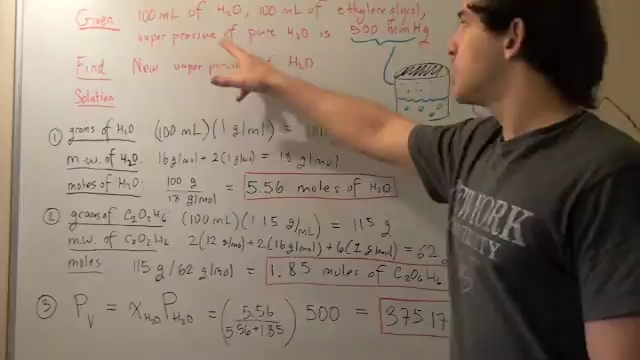 Given: 100 mL of H2O, 100 mL of ethylene glycol,
vapor pressure of pure H2O is 500 mm Hg
Find New vapor of H2O
Solution
① grams of H2O (100 mL)(1 g/ml) =
m.w. of H2O. 16 g/mol + 2(1 g/mol) = 18 g/mol
moles of H2O: 100 g / 18 g/mol = 5.56 moles of H2O
② grams of C2O2H6 (100 mL)(1.15 g/mL) = 115 g
m.w. of C2O2H6 2(12 g/mol)+2(16g/mol)+6(1 g/mol) = 62 g
moles 115 g/62 g/mol = 1.85 moles of C2O2H6
③ Pv = XH2O PH2O = (5.56 / 5.56+1.85) 500 = 375.17
YORK